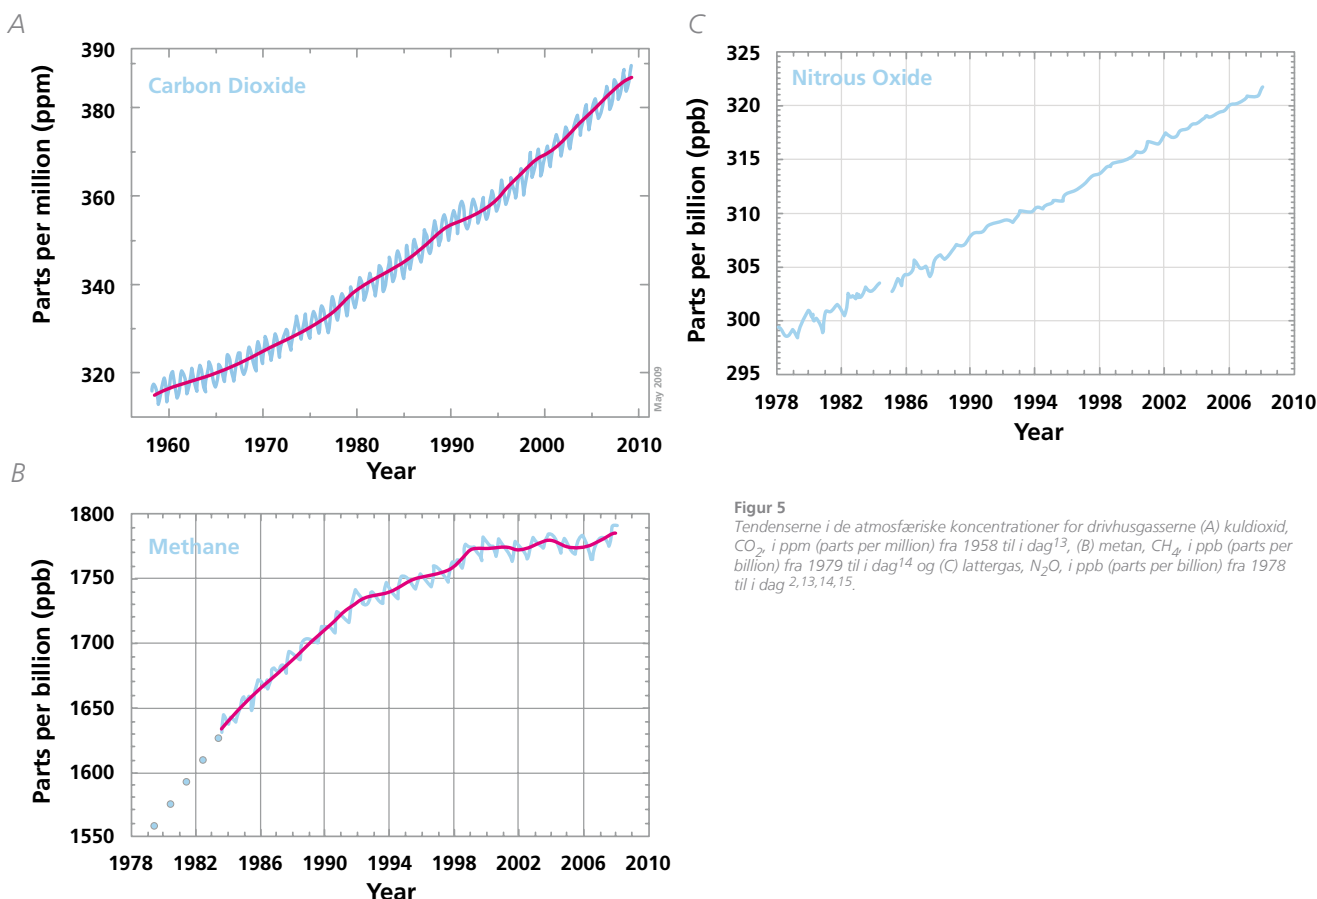 A
Carbon Dioxide
Parts per million (ppm)
390
380
360
340
320
1960 1970 1980 1990 2000 2010
Year
May 2009
C
Nitrous Oxide
Parts per billion (ppb)
325
320
315
310
305
300
295
1978 1982 1986 1990 1994 1998 2002 2006 2010
Year
B
Methane
Parts per billion (ppb)
1800
1750
1700
1650
1600
1550
1978 1982 1986 1990 1994 1998 2002 2006 2010
Year
Figur 5
Tendenserne i de atmosfæriske koncentrationer for drivhusgasserne (A) kuldioxid,
CO2, i ppm (parts per million) fra 1958 til i dag13, (B) metan, CH4, i ppb (parts per
billion) fra 1979 til i dag14 og (C) lattergas, N2O, i ppb (parts per billion) fra 1978
til i dag 2,13,14,15.